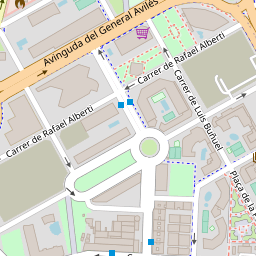 Avinguda del General Avilés
Carrer de Rafael Alberti
Carrer de Rafael Alberti
Carrer de Luis Buñuel
Plaça de la